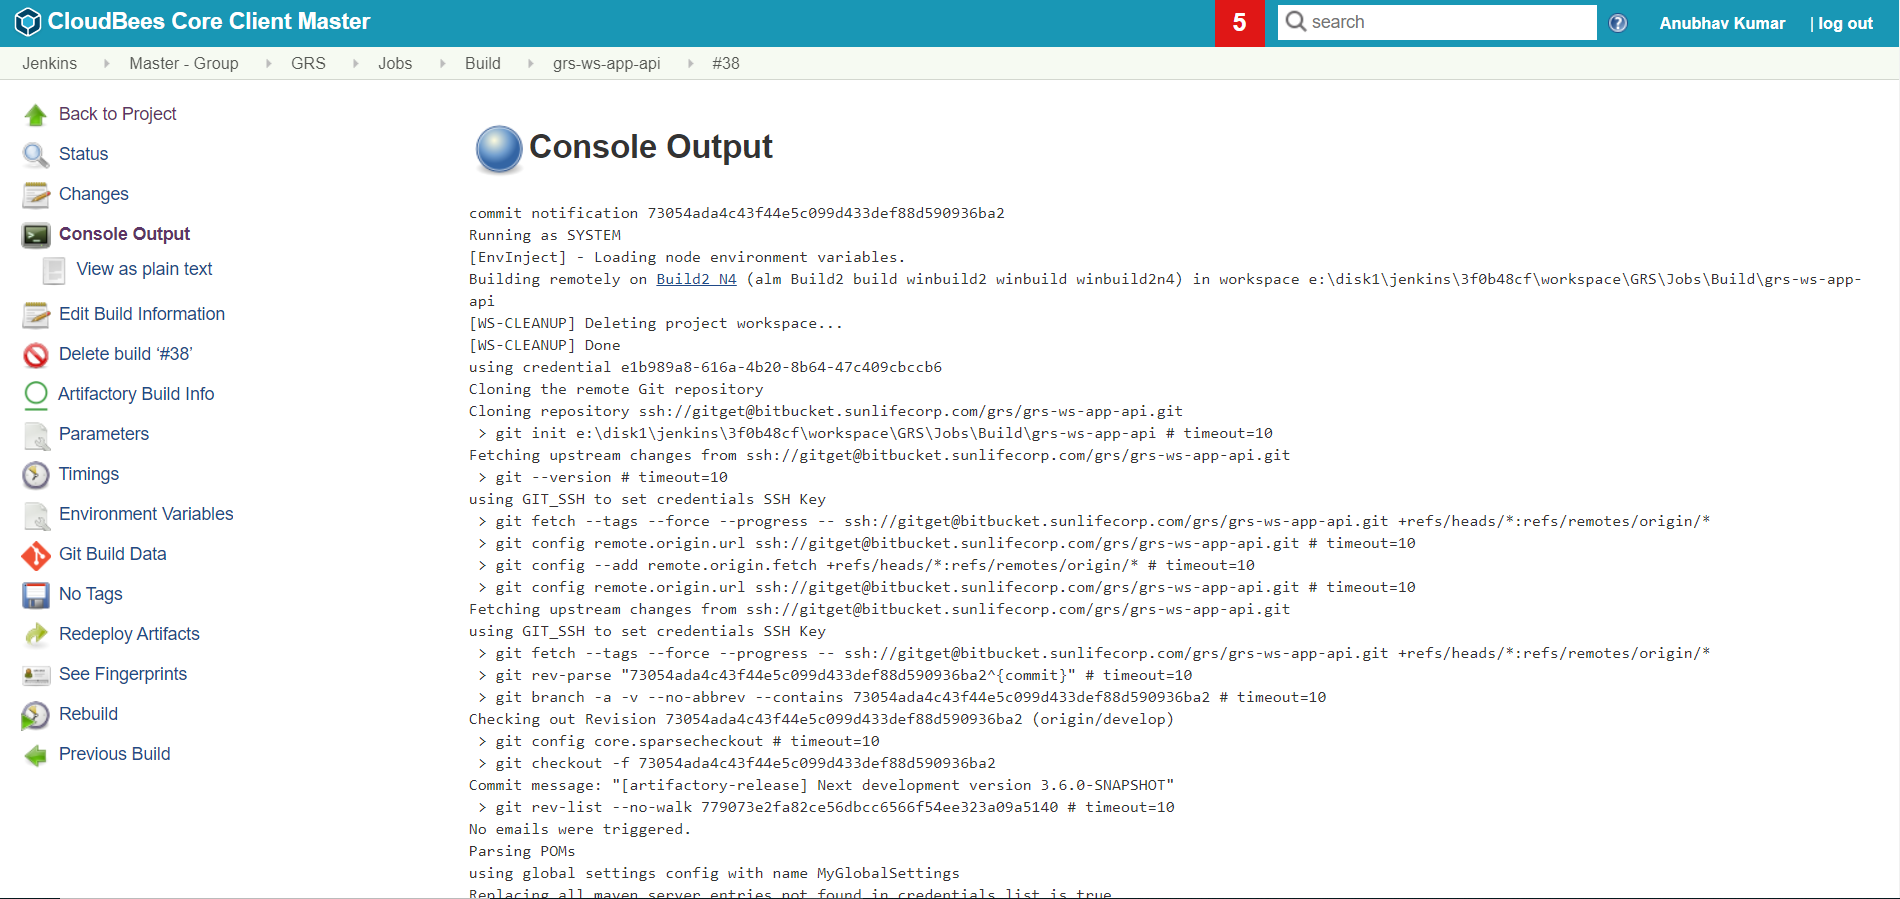 CloudBees Core Client Master
5
search
Anubhav Kumar
| log out
Jenkins Master - Group GRS Jobs Build grs-ws-app-api #38
Back to Project
Status
Changes
Console Output
View as plain text
Edit Build Information
Delete build ‘#38’
Artifactory Build Info
Parameters
Timings
Environment Variables
Git Build Data
No Tags
Redeploy Artifacts
See Fingerprints
Rebuild
Previous Build
Console Output
commit notification 73054ada4c43f44e5c099d433def88d590936ba2
Running as SYSTEM
[EnvInject] - Loading node environment variables.
Building remotely on Build2 N4 (alm Build2 build winbuild2 winbuild winbuild2n4) in workspace e:\disk1\jenkins\3f0b48cf\workspace\GRS\Jobs\Build\grs-ws-app-
api
[WS-CLEANUP] Deleting project workspace...
[WS-CLEANUP] Done
using credential e1b989a8-616a-4b20-8b64-47c409cbccb6
Cloning the remote Git repository
Cloning repository ssh://gitget@bitbucket.sunlifecorp.com/grs/grs-ws-app-api.git
> git init e:\disk1\jenkins\3f0b48cf\workspace\GRS\Jobs\Build\grs-ws-app-api # timeout=10
Fetching upstream changes from ssh://gitget@bitbucket.sunlifecorp.com/grs/grs-ws-app-api.git
> git --version # timeout=10
using GIT_SSH to set credentials SSH Key
> git fetch --tags --force --progress -- ssh://gitget@bitbucket.sunlifecorp.com/grs/grs-ws-app-api.git +refs/heads/*:refs/remotes/origin/*
> git config remote.origin.url ssh://gitget@bitbucket.sunlifecorp.com/grs/grs-ws-app-api.git # timeout=10
> git config --add remote.origin.fetch +refs/heads/*:refs/remotes/origin/* # timeout=10
> git config remote.origin.url ssh://gitget@bitbucket.sunlifecorp.com/grs/grs-ws-app-api.git # timeout=10
Fetching upstream changes from ssh://gitget@bitbucket.sunlifecorp.com/grs/grs-ws-app-api.git
using GIT_SSH to set credentials SSH Key
> git fetch --tags --force --progress -- ssh://gitget@bitbucket.sunlifecorp.com/grs/grs-ws-app-api.git +refs/heads/*:refs/remotes/origin/*
> git rev-parse "73054ada4c43f44e5c099d433def88d590936ba2^{commit}" # timeout=10
> git branch -a -v --no-abbrev --contains 73054ada4c43f44e5c099d433def88d590936ba2 # timeout=10
Checking out Revision 73054ada4c43f44e5c099d433def88d590936ba2 (origin/develop)
> git config core.sparsecheckout # timeout=10
> git checkout -f 73054ada4c43f44e5c099d433def88d590936ba2
Commit message: "[artifactory-release] Next development version 3.6.0-SNAPSHOT"
> git rev-list --no-walk 779073e2fa82ce56dbcc6566f54ee323a09a5140 # timeout=10
No emails were triggered.
Parsing POMs
using global settings config with name MyGlobalSettings
Replacing all maven server entries not found in credentials list is true